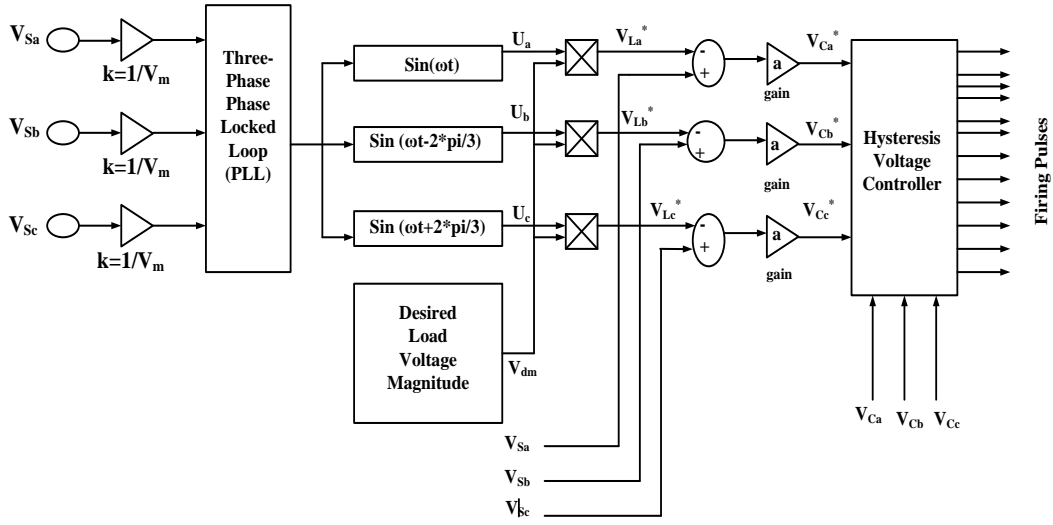 V_Sa
k=1/V_m
V_Sb
k=1/V_m
V_Sc
k=1/V_m
Three-
Phase
Phase
Locked
Loop
(PLL)
Sin(ωt)
Sin (ωt-2*pi/3)
Sin (ωt+2*pi/3)
Desired
Load
Voltage
Magnitude
U_a
U_b
U_c
V_dm
V_La*
V_Lb*
V_Lc*
-
+
-
+
-
+
a
gain
a
gain
a
gain
V_Ca*
V_Cb*
V_Cc*
Hysteresis
Voltage
Controller
Firing Pulses
V_Ca
V_Cb
V_Cc
V_Sa
V_Sb
V_Sc